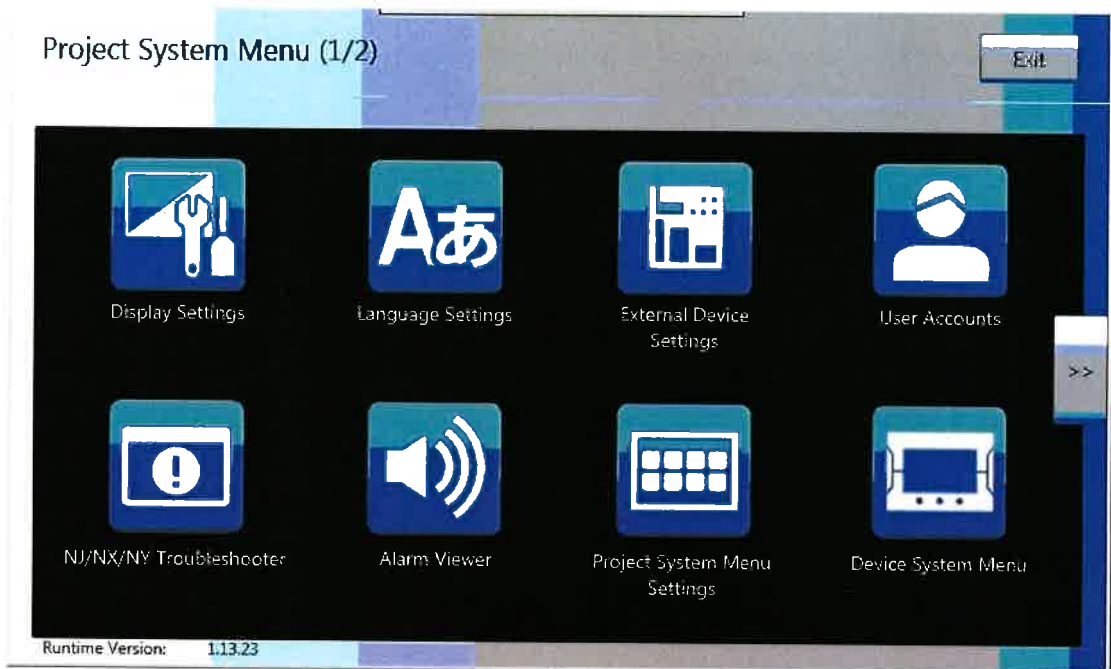 Project System Menu (1/2)
Exit
Aあ
Display Settings
Language Settings
External Device
Settings
User Accounts
>>
NJ/NX/NY Troubleshooter
Alarm Viewer
Project System Menu
Settings
Device System Menu
Runtime Version: 1.13.23